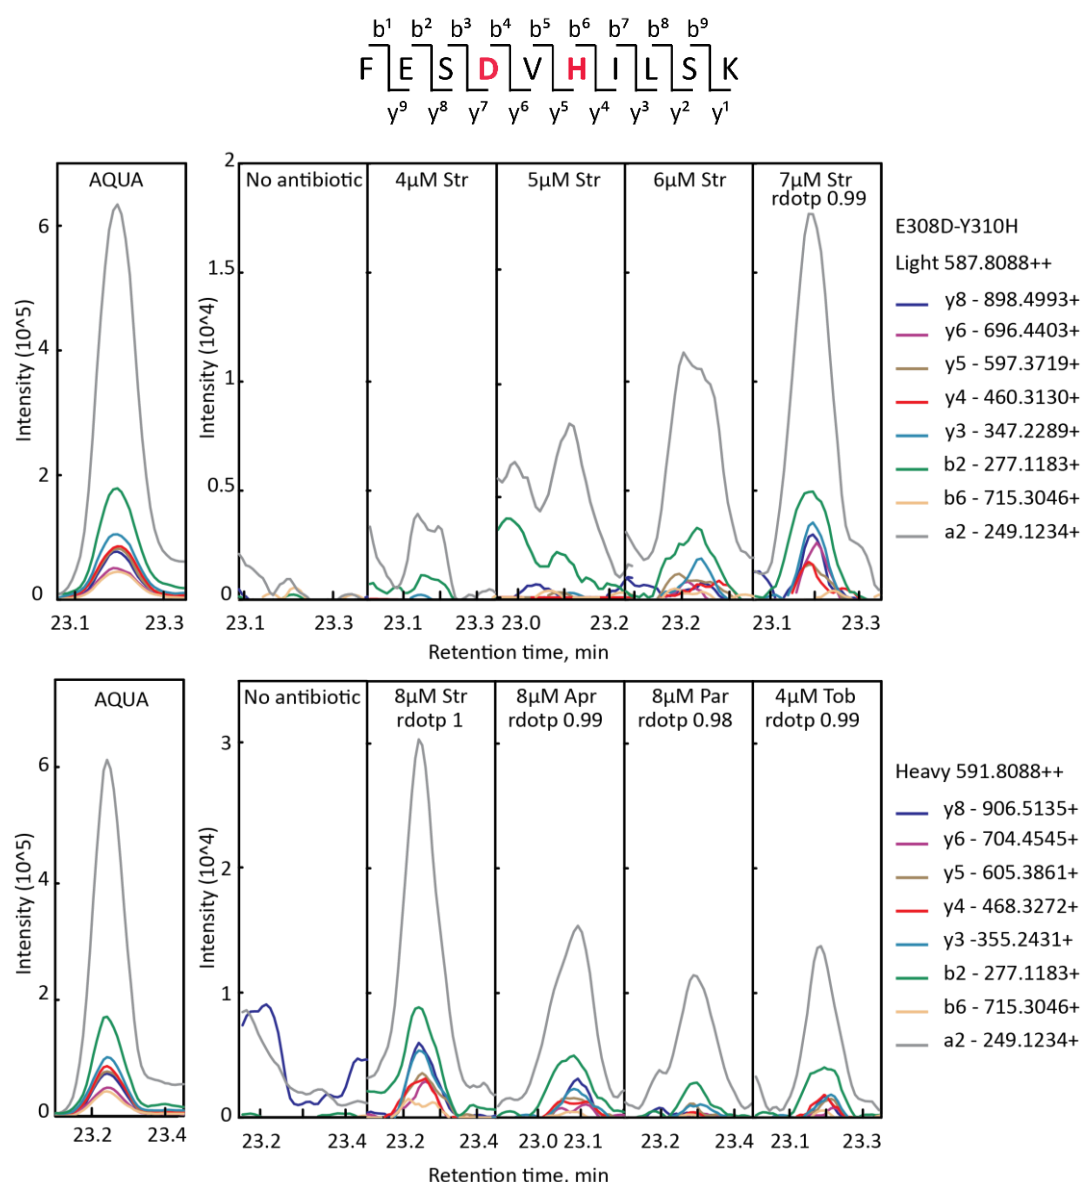 b¹ b² b³ b⁴ b⁵ b⁶ b⁷ b⁸ b⁹
F E S D V H I L S K
y⁹ y⁸ y⁷ y⁶ y⁵ y⁴ y³ y² y¹
AQUA
Intensity (10^5)
6
4
2
0
23.1 23.3
Intensity (10^4)
2
1.5
1
0.5
0
No antibiotic
23.1 23.3
4µM Str
23.1 23.3
5µM Str
23.0 23.2
6µM Str
23.2
7µM Str
rdotp 0.99
23.1 23.3
Retention time, min
E308D-Y310H
Light 587.8088++
y8 - 898.4993+
y6 - 696.4403+
y5 - 597.3719+
y4 - 460.3130+
y3 - 347.2289+
b2 - 277.1183+
b6 - 715.3046+
a2 - 249.1234+
AQUA
Intensity (10^5)
6
4
2
0
23.2 23.4
Intensity (10^4)
3
2
1
0
No antibiotic
23.2 23.4
8µM Str
rdotp 1
23.2 23.4
8µM Apr
rdotp 0.99
23.0 23.1
8µM Par
rdotp 0.98
23.2 23.4
4µM Tob
rdotp 0.99
23.1 23.3
Retention time, min
Heavy 591.8088++
y8 - 906.5135+
y6 - 704.4545+
y5 - 605.3861+
y4 - 468.3272+
y3 -355.2431+
b2 - 277.1183+
b6 - 715.3046+
a2 - 249.1234+